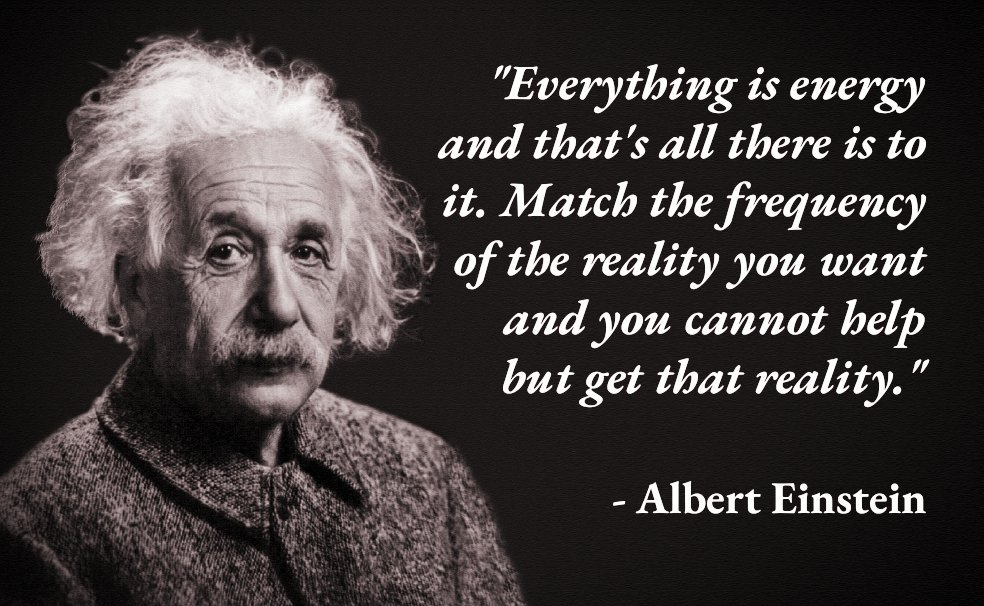 "Everything is energy
and that's all there is to
it. Match the frequency
of the reality you want
and you cannot help
but get that reality."
- Albert Einstein